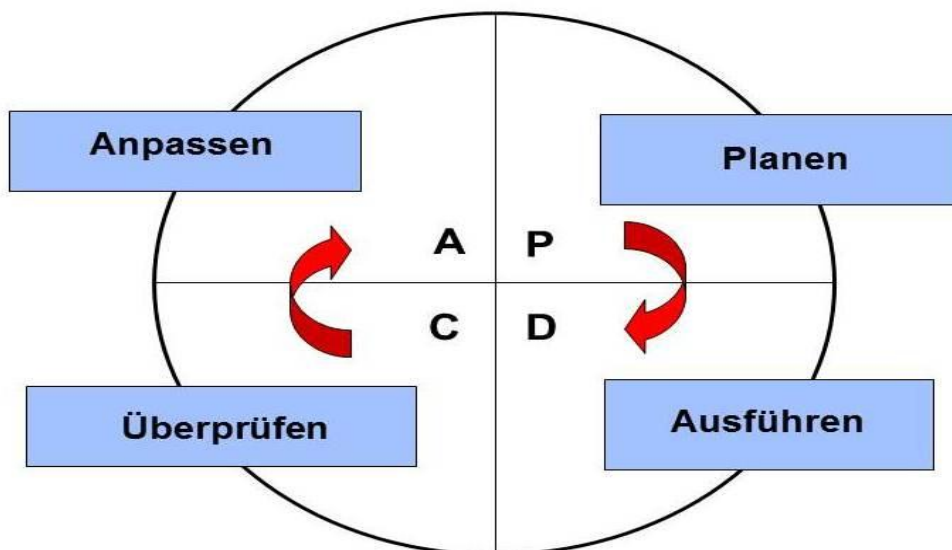 Anpassen
Planen
A P
C D
Überprüfen
Ausführen